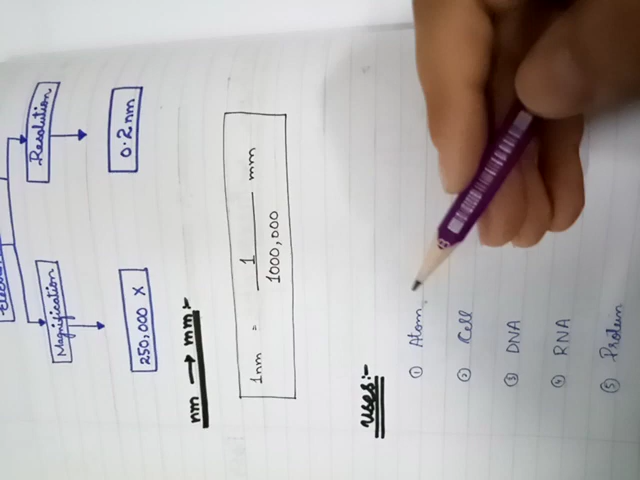 Magnification
Resolution
250,000 X
0.2nm
nm → mm:-
1nm = 1 / 1000,000 mm
Uses:-
① Atom,
② Cell
③ DNA
④ RNA
⑤ Protein